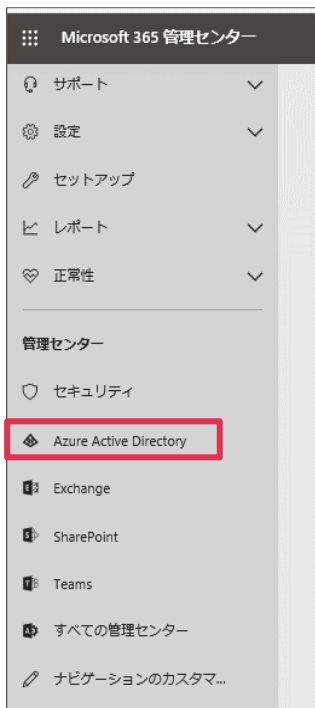 Microsoft 365 管理センター
サポート
設定
セットアップ
レポート
正常性
管理センター
セキュリティ
Azure Active Directory
Exchange
SharePoint
Teams
すべての管理センター
ナビゲーションのカスタマ...